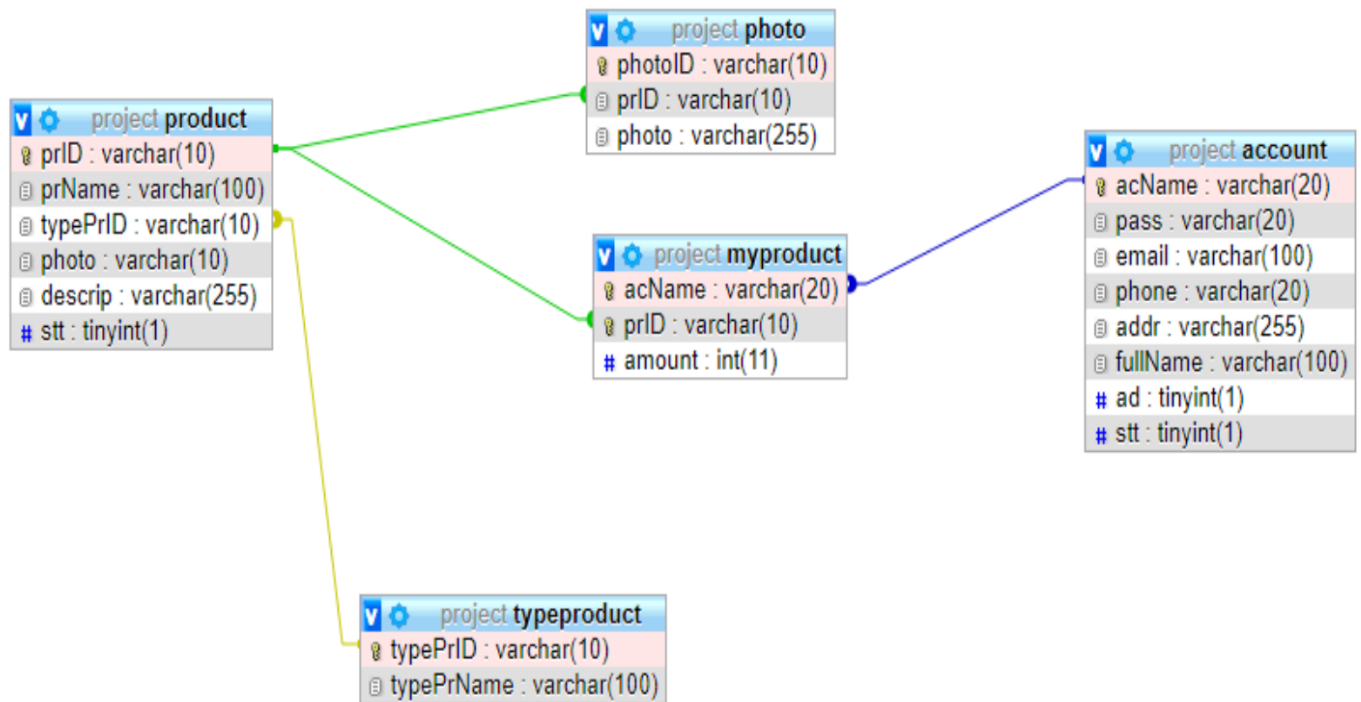 project product
prID : varchar(10)
prName : varchar(100)
typePrID : varchar(10)
photo : varchar(10)
descrip : varchar(255)
# stt : tinyint(1)
project photo
photoID : varchar(10)
prID : varchar(10)
photo : varchar(255)
project myproduct
acName : varchar(20)
prID : varchar(10)
# amount : int(11)
project account
acName : varchar(20)
pass : varchar(20)
email : varchar(100)
phone : varchar(20)
addr : varchar(255)
fullName : varchar(100)
# ad : tinyint(1)
# stt : tinyint(1)
project typeproduct
typePrID : varchar(10)
typePrName : varchar(100)